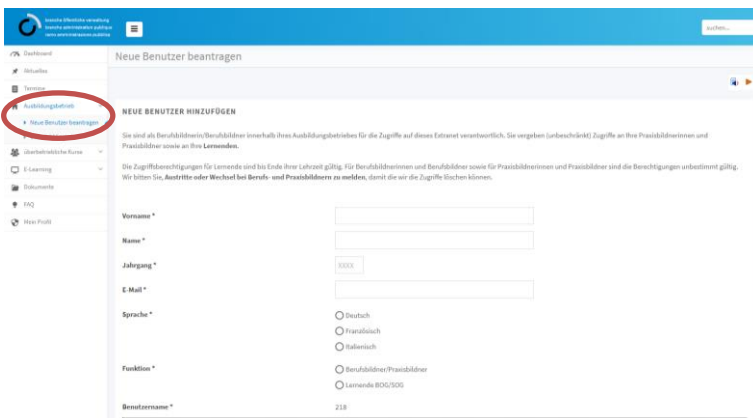 branche öffentliche verwaltung
branche administration publique
ramo amministrazione pubblica
suchen...
Dashboard
Aktuelles
Termine
Ausbildungsbetrieb
Neue Benutzer beantragen
überbetriebliche Kurse
E-Learning
Dokumente
FAQ
Mein Profil
Neue Benutzer beantragen
NEUE BENUTZER HINZUFÜGEN
Sie sind als Berufsbildnerin/Berufsbildner innerhalb ihres Ausbildungsbetriebes für die Zugriffe auf dieses Extranet verantwortlich. Sie vergeben (unbeschränkt) Zugriffe an Ihre Praxisbildnerinnen und
Praxisbildner sowie an Ihre Lernenden.
Die Zugriffsberechtigungen für Lernende sind bis Ende ihrer Lehrzeit gültig. Für Berufsbildnerinnen und Berufsbildner sowie für Praxisbildnerinnen und Praxisbildner sind die Berechtigungen unbestimmt gültig.
Wir bitten Sie, Austritte oder Wechsel bei Berufs- und Praxisbildnern zu melden, damit die wir die Zugriffe löschen können.
Vorname *
Name *
Jahrgang *
XXXX
E-Mail *
Sprache *
Deutsch
Französisch
Italienisch
Funktion *
Berufsbildner/Praxisbildner
Lernende BOG/SOG
Benutzername *
218